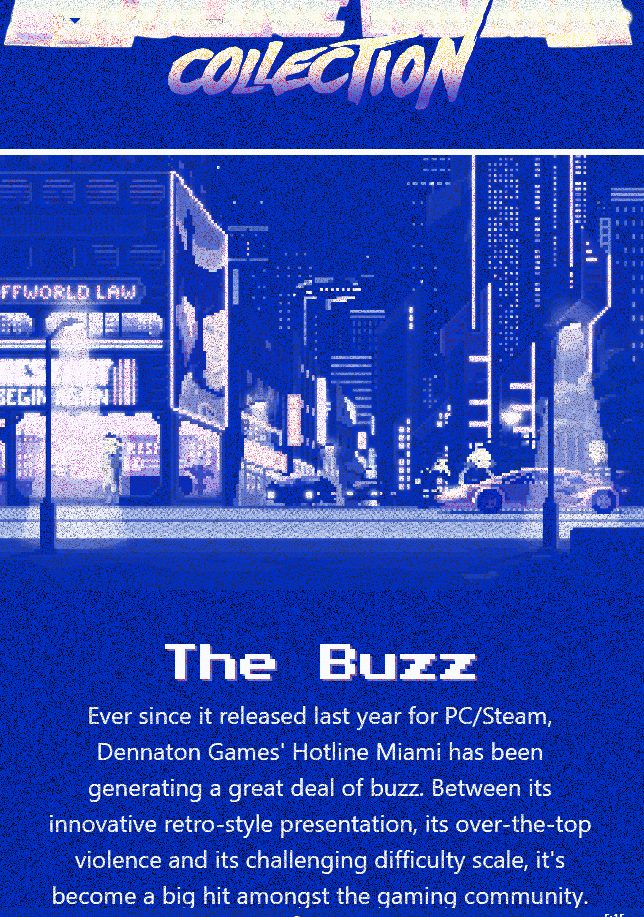 COLLECTION
FFWORLD LAW
BEGIN AGAIN
The Buzz
Ever since it released last year for PC/Steam,
Dennaton Games' Hotline Miami has been
generating a great deal of buzz. Between its
innovative retro-style presentation, its over-the-top
violence and its challenging difficulty scale, it's
become a big hit amongst the gaming community.